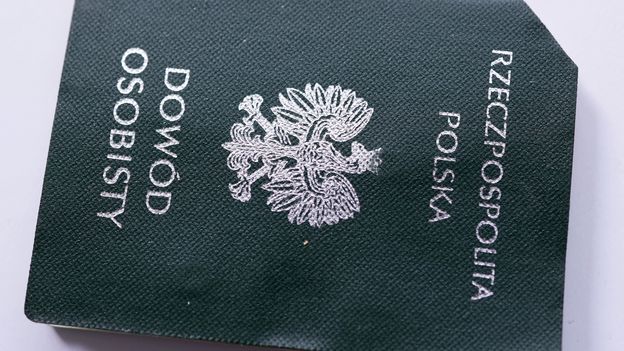 RZECZPOSPOLITA
POLSKA
DOWÓD
OSOBISTY